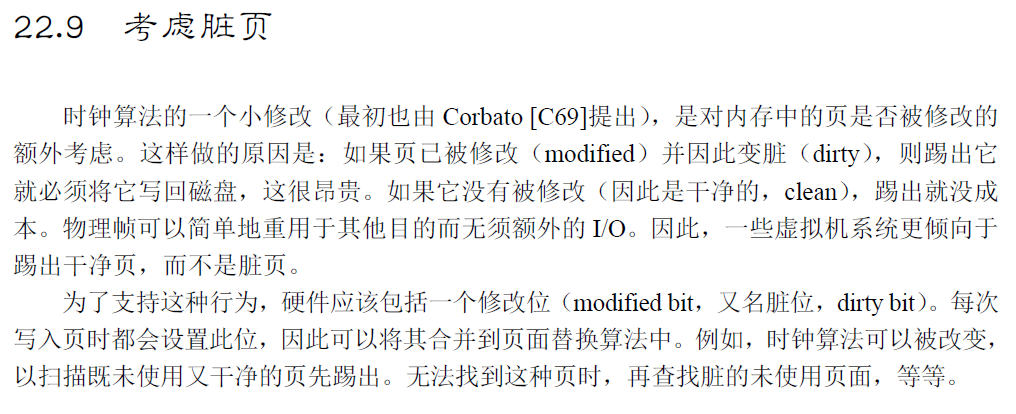 22.9 考虑脏页
时钟算法的一个小修改（最初也由 Corbato [C69]提出），是对内存中的页是否被修改的
额外考虑。这样做的原因是：如果页已被修改（modified）并因此变脏（dirty），则踢出它
就必须将它写回磁盘，这很昂贵。如果它没有被修改（因此是干净的，clean），踢出就没成
本。物理帧可以简单地重用于其他目的而无须额外的 I/O。因此，一些虚拟机系统更倾向于
踢出干净页，而不是脏页。
为了支持这种行为，硬件应该包括一个修改位（modified bit，又名脏位，dirty bit）。每次
写入页时都会设置此位，因此可以将其合并到页面替换算法中。例如，时钟算法可以被改变，
以扫描既未使用又干净的页先踢出。无法找到这种页时，再查找脏的未使用页面，等等。